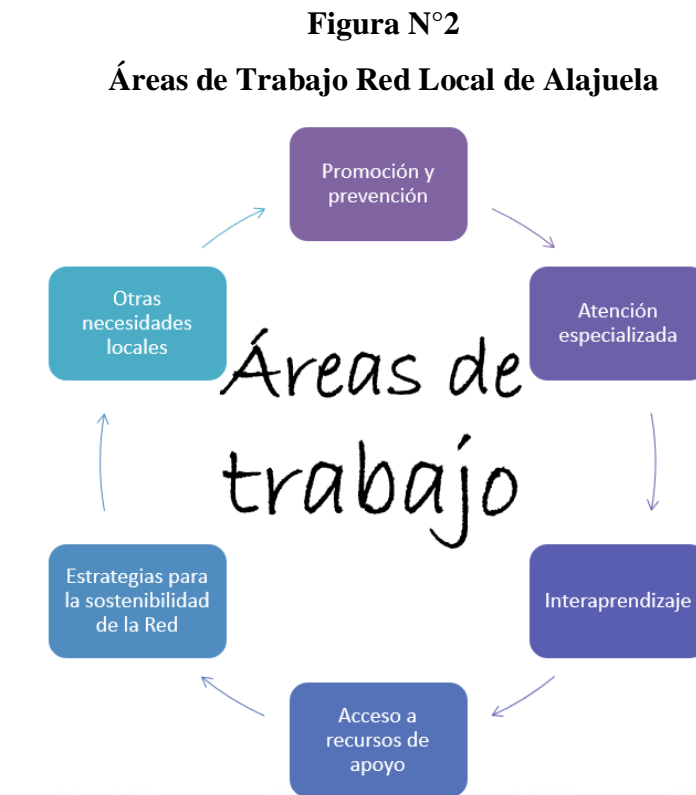 Figura N°2
Áreas de Trabajo Red Local de Alajuela
Promoción y
prevención
Atención
especializada
Interaprendizaje
Acceso a
recursos de
apoyo
Estrategias para
la sostenibilidad
de la Red
Otras
necesidades
locales
Áreas de
trabajo